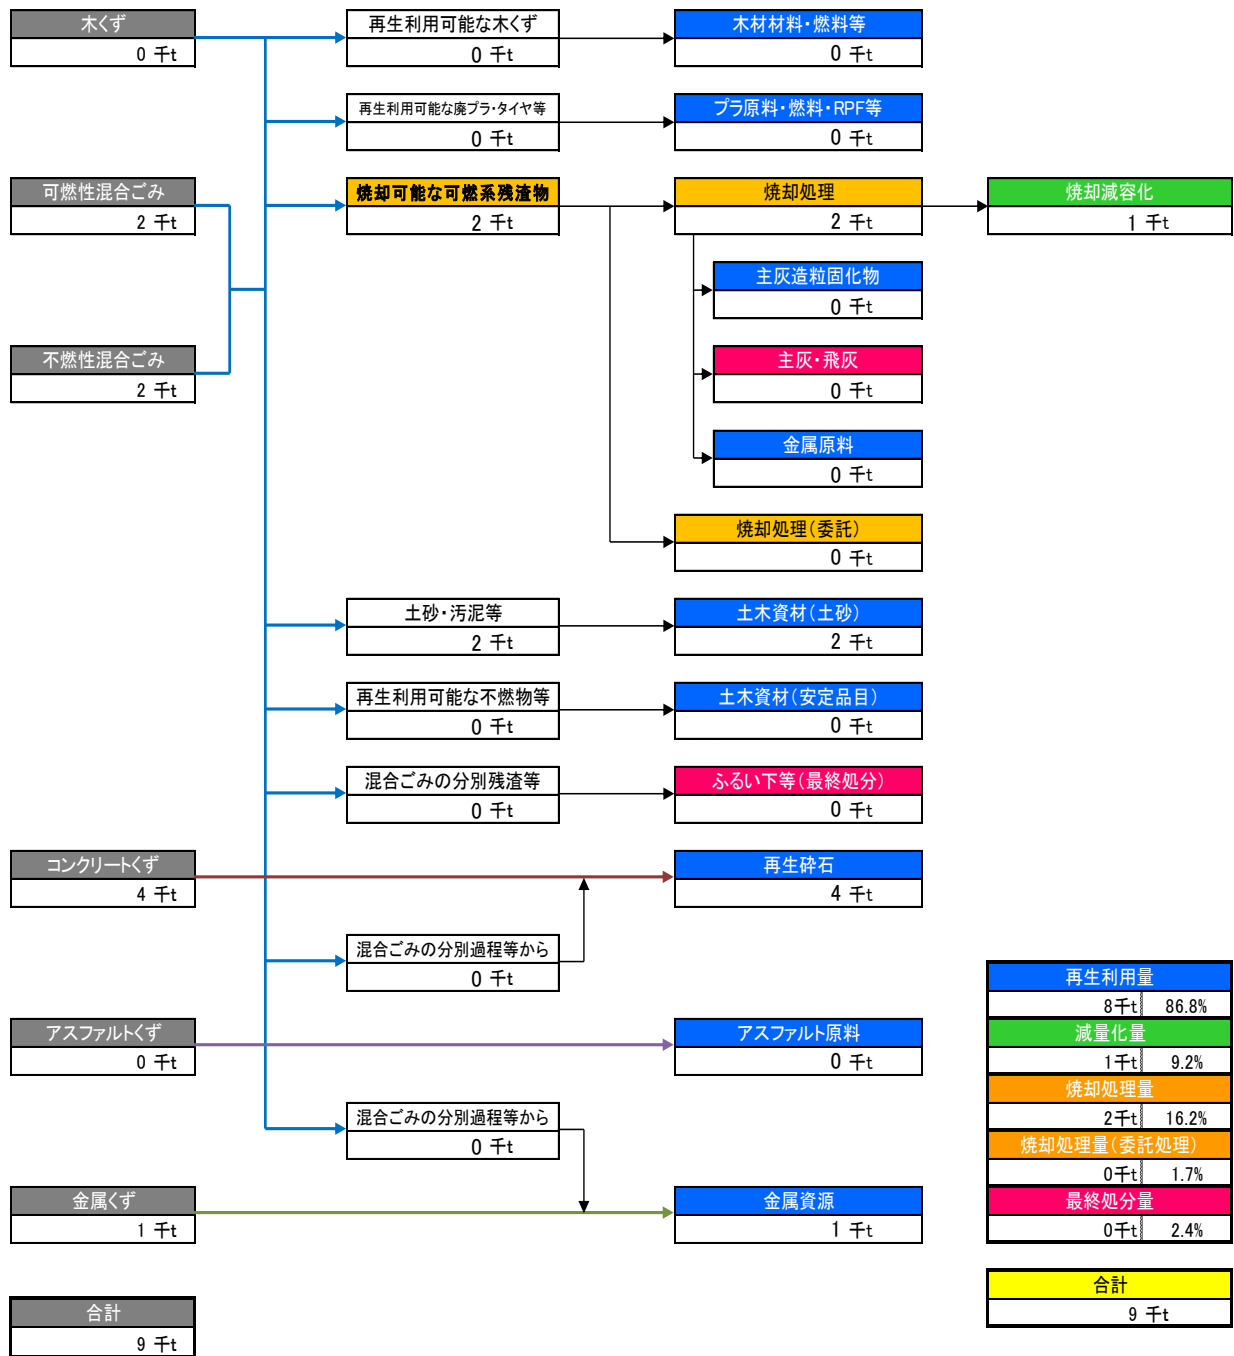 木くず
0 千t
再生利用可能な木くず
0 千t
木材材料・燃料等
0 千t
再生利用可能な廃プラ・タイヤ等
0 千t
プラ原料・燃料・RPF等
0 千t
可燃性混合ごみ
2 千t
焼却可能な可燃系残渣物
2 千t
焼却処理
2 千t
焼却減容化
1 千t
主灰造粒固化物
0 千t
不燃性混合ごみ
2 千t
主灰・飛灰
0 千t
金属原料
0 千t
焼却処理(委託)
0 千t
土砂・汚泥等
2 千t
土木資材(土砂)
2 千t
再生利用可能な不燃物等
0 千t
土木資材(安定品目)
0 千t
混合ごみの分別残渣等
0 千t
ふるい下等(最終処分)
0 千t
コンクリートくず
4 千t
再生砕石
4 千t
混合ごみの分別過程等から
0 千t
アスファルトくず
0 千t
アスファルト原料
0 千t
混合ごみの分別過程等から
0 千t
金属くず
1 千t
金属資源
1 千t
合計
9 千t
再生利用量
8千t 86.8%
減量化量
1千t 9.2%
焼却処理量
2千t 16.2%
焼却処理量(委託処理)
0千t 1.7%
最終処分量
0千t 2.4%
合計
9 千t